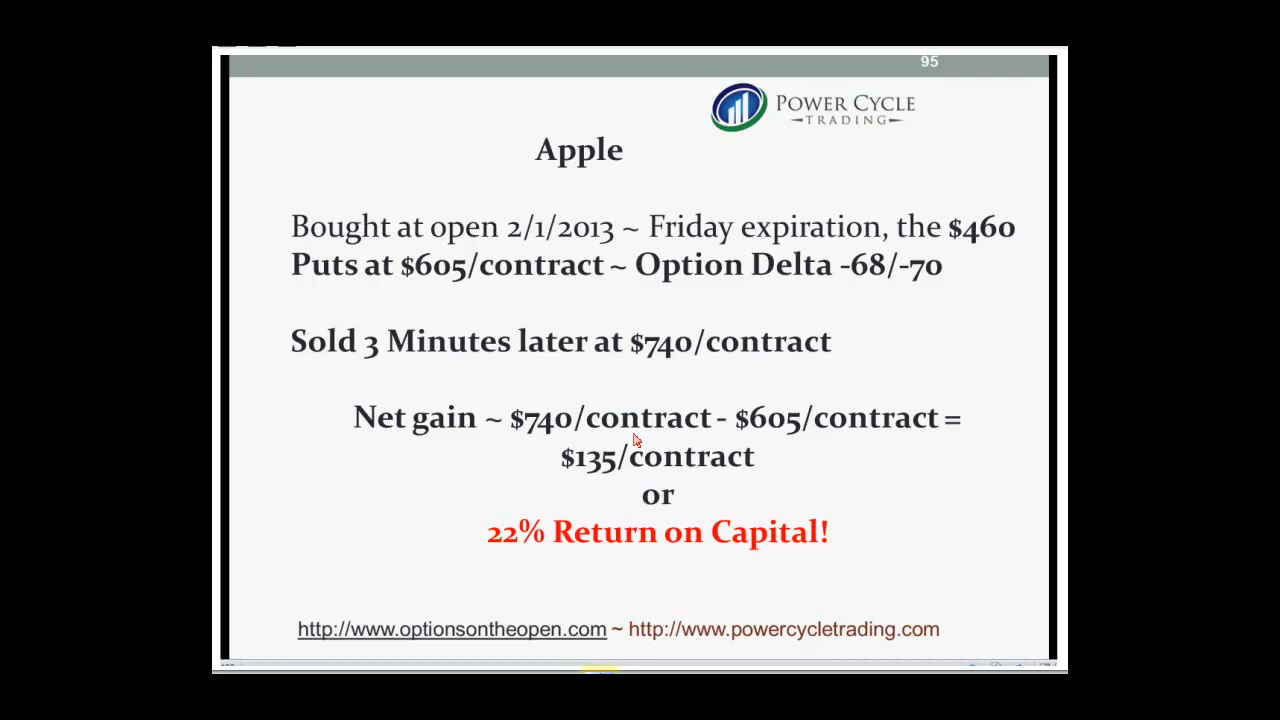 95
POWER CYCLE
TRADING
Apple
Bought at open 2/1/2013 ~ Friday expiration, the $460
Puts at $605/contract ~ Option Delta -68/-70
Sold 3 Minutes later at $740/contract
Net gain ~ $740/contract - $605/contract =
$135/contract
or
22% Return on Capital!
http://www.optionsontheopen.com ~ http://www.powercycletrading.com